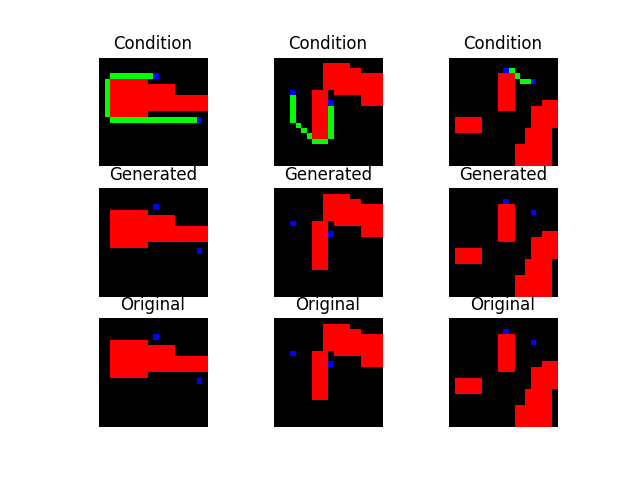 Condition Condition Condition
Generated Generated Generated
Original Original Original